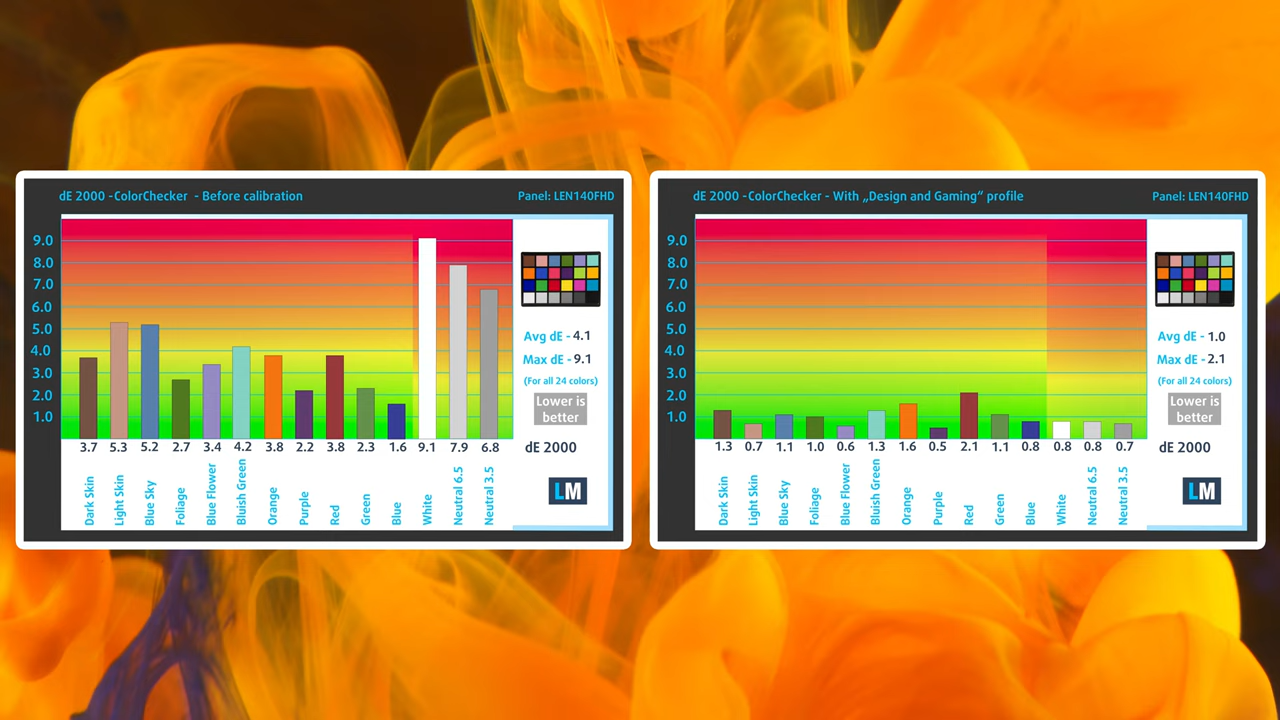 dE 2000 -ColorChecker - Before calibration
Panel: LEN140FHD
9.0
8.0
7.0
6.0
5.0
4.0
3.0
2.0
1.0
Avg dE - 4.1
Max dE - 9.1
(For all 24 colors)
Lower is
better
3.7 5.3 5.2 2.7 3.4 4.2 3.8 2.2 3.8 2.3 1.6 9.1 7.9 6.8
dE 2000
Dark Skin
Light Skin
Blue Sky
Foliage
Blue Flower
Bluish Green
Orange
Purple
Red
Green
Blue
White
Neutral 6.5
Neutral 3.5
LM
dE 2000 -ColorChecker - With „Design and Gaming“ profile
Panel: LEN140FHD
9.0
8.0
7.0
6.0
5.0
4.0
3.0
2.0
1.0
Avg dE - 1.0
Max dE - 2.1
(For all 24 colors)
Lower is
better
1.3 0.7 1.1 1.0 0.6 1.3 1.6 0.5 2.1 1.1 0.8 0.8 0.8 0.7
dE 2000
Dark Skin
Light Skin
Blue Sky
Foliage
Blue Flower
Bluish Green
Orange
Purple
Red
Green
Blue
White
Neutral 6.5
Neutral 3.5
LM